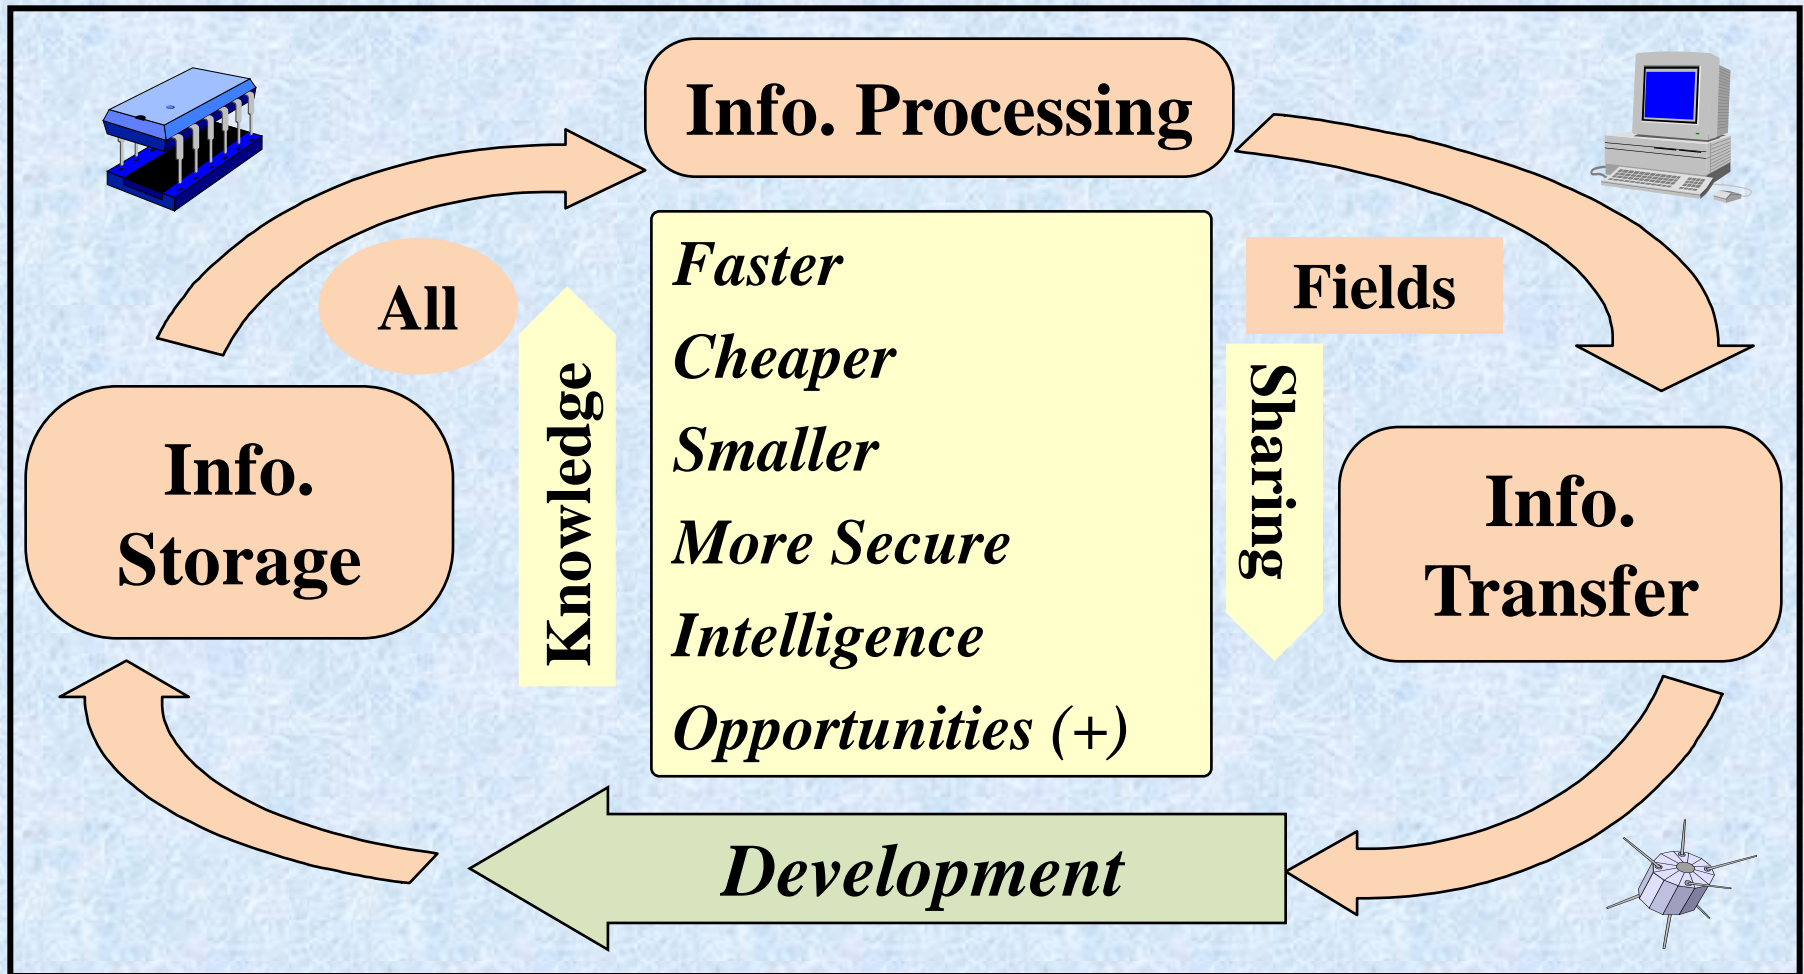 Info. Processing
All
Fields
Knowledge
Faster
Cheaper
Smaller
More Secure
Intelligence
Opportunities (+)
Sharing
Info.
Storage
Info.
Transfer
Development